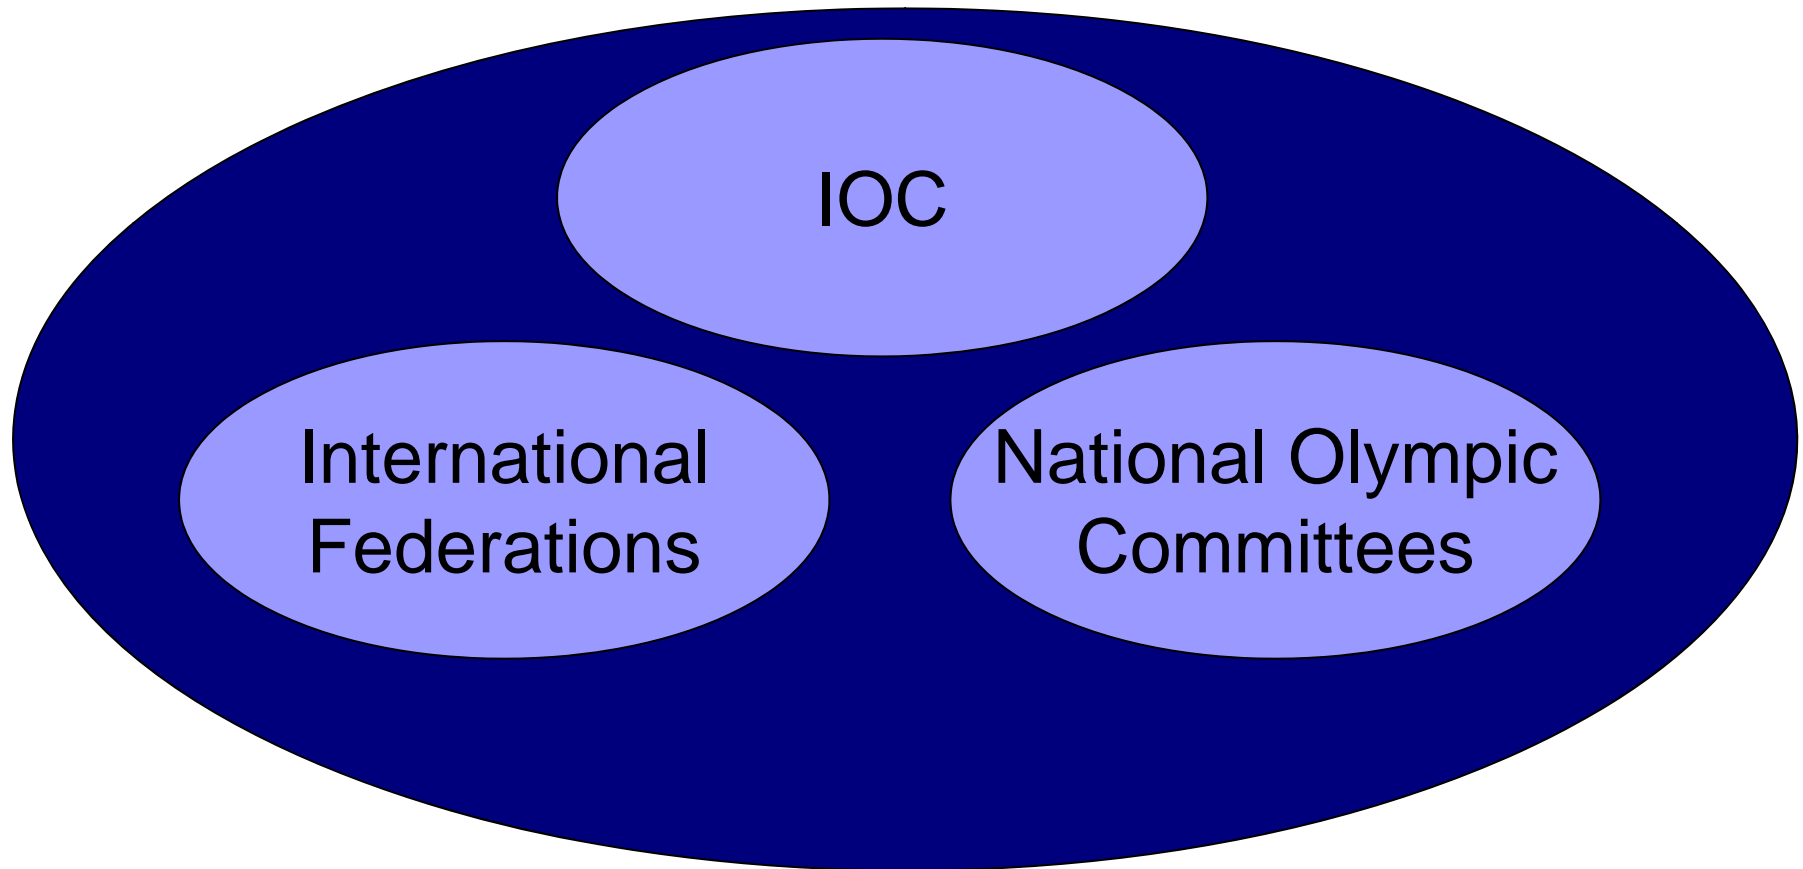 IOC
International
Federations
National Olympic
Committees